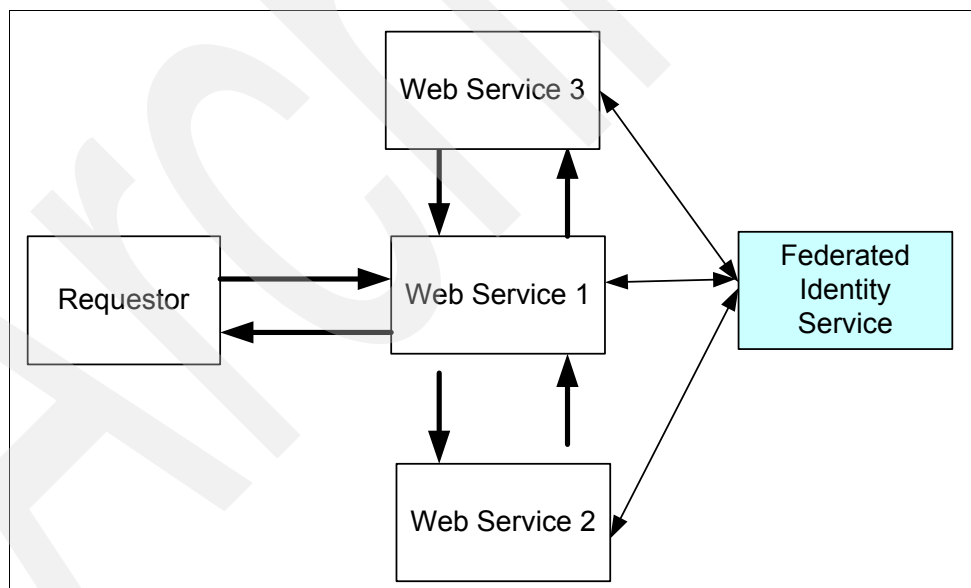 Web Service 3
Requestor
Web Service 1
Federated
Identity
Service
Web Service 2